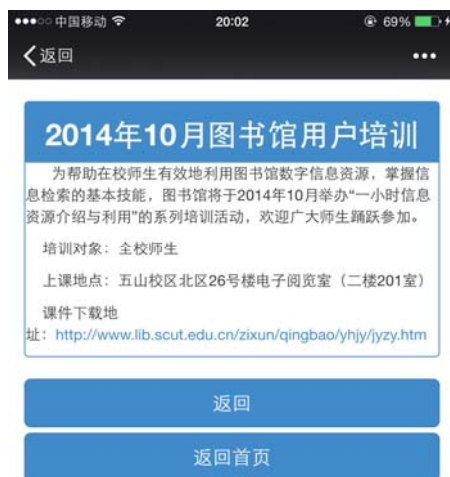 中国移动 20:02 69%
返回
2014年10月图书馆用户培训
为帮助在校师生有效地利用图书馆数字信息资源，掌握信
息检索的基本技能，图书馆将于2014年10月举办“一小时信息
资源介绍与利用”的系列培训活动，欢迎广大师生踊跃参加。
培训对象：全校师生
上课地点：五山校区北区26号楼电子阅览室（二楼201室）
课件下载地
址：http://www.lib.scut.edu.cn/zixun/qingbao/yhjy/jyzy.htm
返回
返回首页